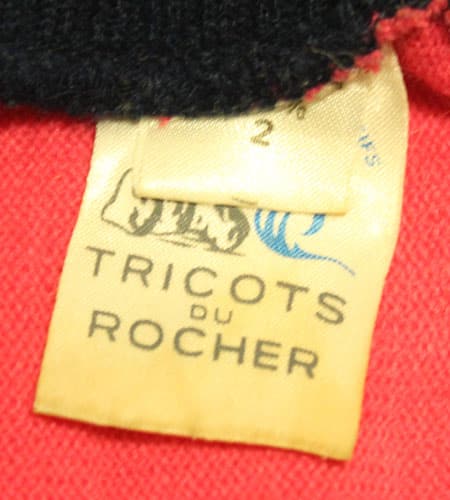 2
TRICOTS
DU
ROCHER